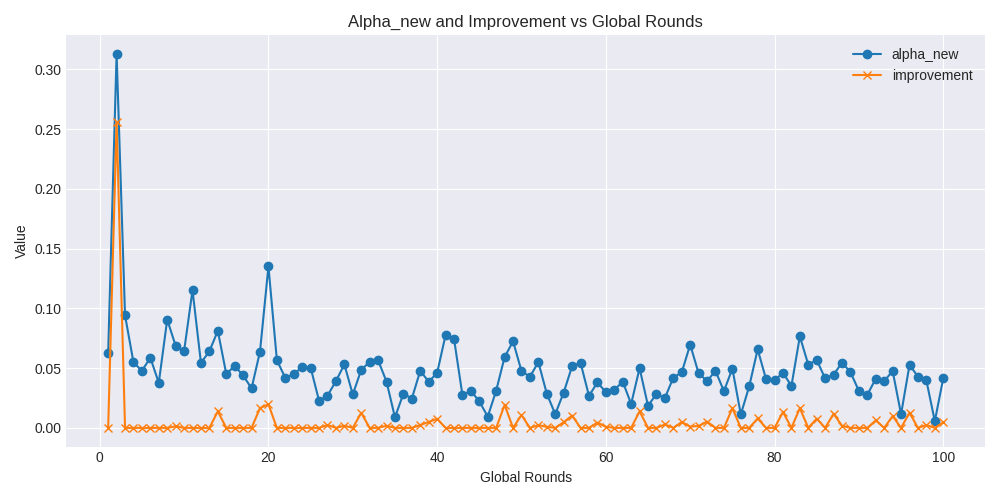 Alpha_new and Improvement vs Global Rounds
alpha_new
improvement
Value
0.30
0.25
0.20
0.15
0.10
0.05
0.00
0 20 40 60 80 100
Global Rounds